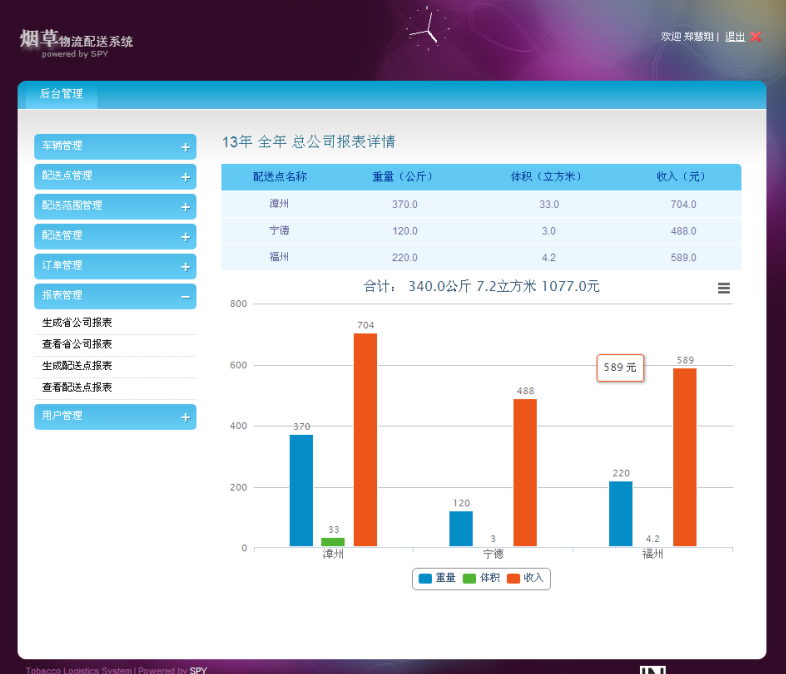 烟草物流配送系统
powered by SPY
欢迎 郑慧翔 | 退出
后台管理
车辆管理
配送点管理
配送范围管理
配送管理
订单管理
报表管理
生成省公司报表
查看省公司报表
生成配送点报表
查看配送点报表
用户管理
13年 全年 总公司报表详情
配送点名称 重量（公斤） 体积（立方米） 收入（元）
漳州 370.0 33.0 704.0
宁德 120.0 3.0 488.0
福州 220.0 4.2 589.0
合计： 340.0公斤 7.2立方米 1077.0元
800
600
400
200
0
370
33
704
120
3
488
220
4.2
589
589 元
漳州 宁德 福州
重量 体积 收入
Tobacco Logistics System | Powered by SPY